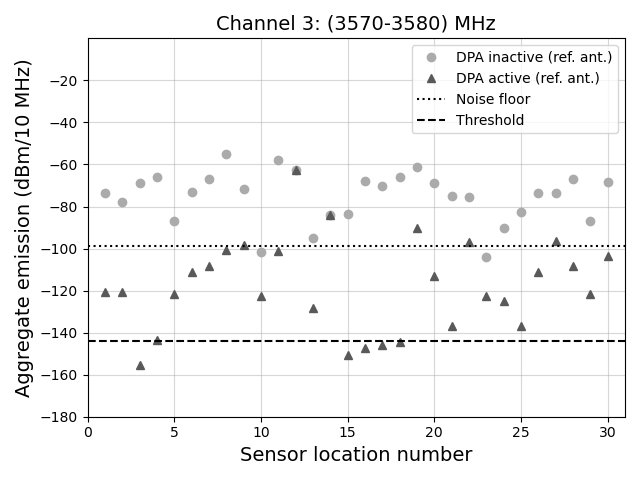 Channel 3: (3570-3580) MHz
DPA inactive (ref. ant.)
DPA active (ref. ant.)
Noise floor
Threshold
Aggregate emission (dBm/10 MHz)
−20
−40
−60
−80
−100
−120
−140
−160
−180
0 5 10 15 20 25 30
Sensor location number